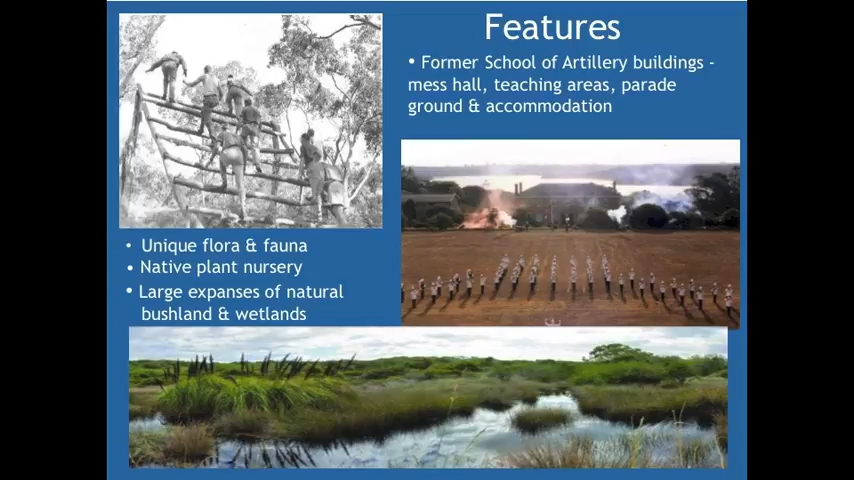 Features
• Former School of Artillery buildings -
mess hall, teaching areas, parade
ground & accommodation
• Unique flora & fauna
• Native plant nursery
• Large expanses of natural
bushland & wetlands